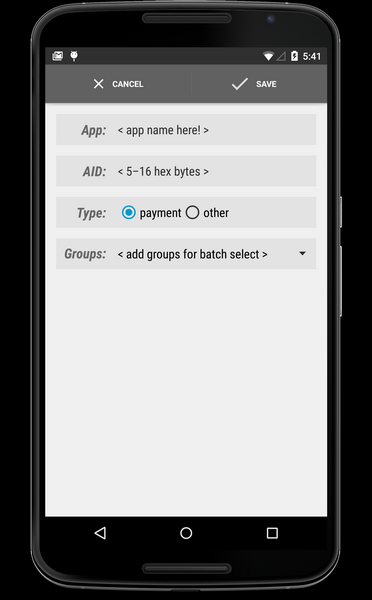 5:41
CANCEL SAVE
App: < app name here! >
AID: < 5–16 hex bytes >
Type: payment other
Groups: < add groups for batch select >